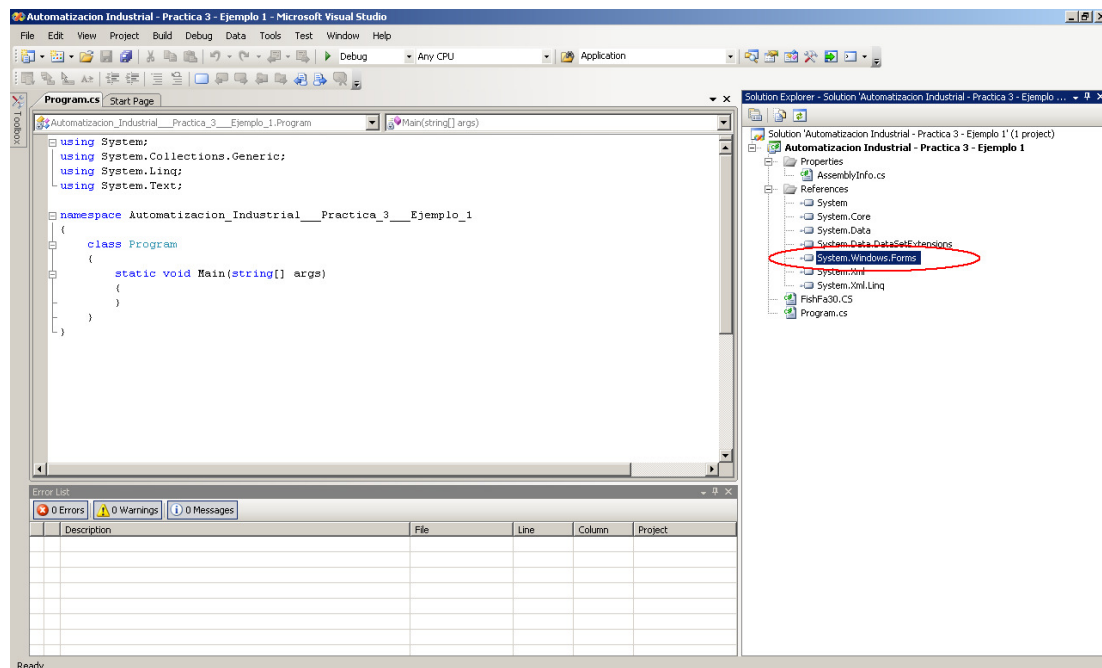 Automatizacion Industrial - Practica 3 - Ejemplo 1 - Microsoft Visual Studio
File Edit View Project Build Debug Data Tools Test Window Help
Debug Any CPU Application
Program.cs Start Page
Toolbox
Automatizacion_Industrial___Practica_3___Ejemplo_1.Program Main(string[] args)
using System;
using System.Collections.Generic;
using System.Linq;
using System.Text;
namespace Automatizacion_Industrial___Practica_3___Ejemplo_1
{
class Program
{
static void Main(string[] args)
{
}
}
}
Error List
0 Errors 0 Warnings 0 Messages
Description File Line Column Project
Ready
Solution Explorer - Solution 'Automatizacion Industrial - Practica 3 - Ejemplo ...
Solution 'Automatizacion Industrial - Practica 3 - Ejemplo 1' (1 project)
Automatizacion Industrial - Practica 3 - Ejemplo 1
Properties
AssemblyInfo.cs
References
System
System.Core
System.Data
System.Data.DataSetExtensions
System.Windows.Forms
System.Xml
System.Xml.Linq
FishFa30.CS
Program.cs